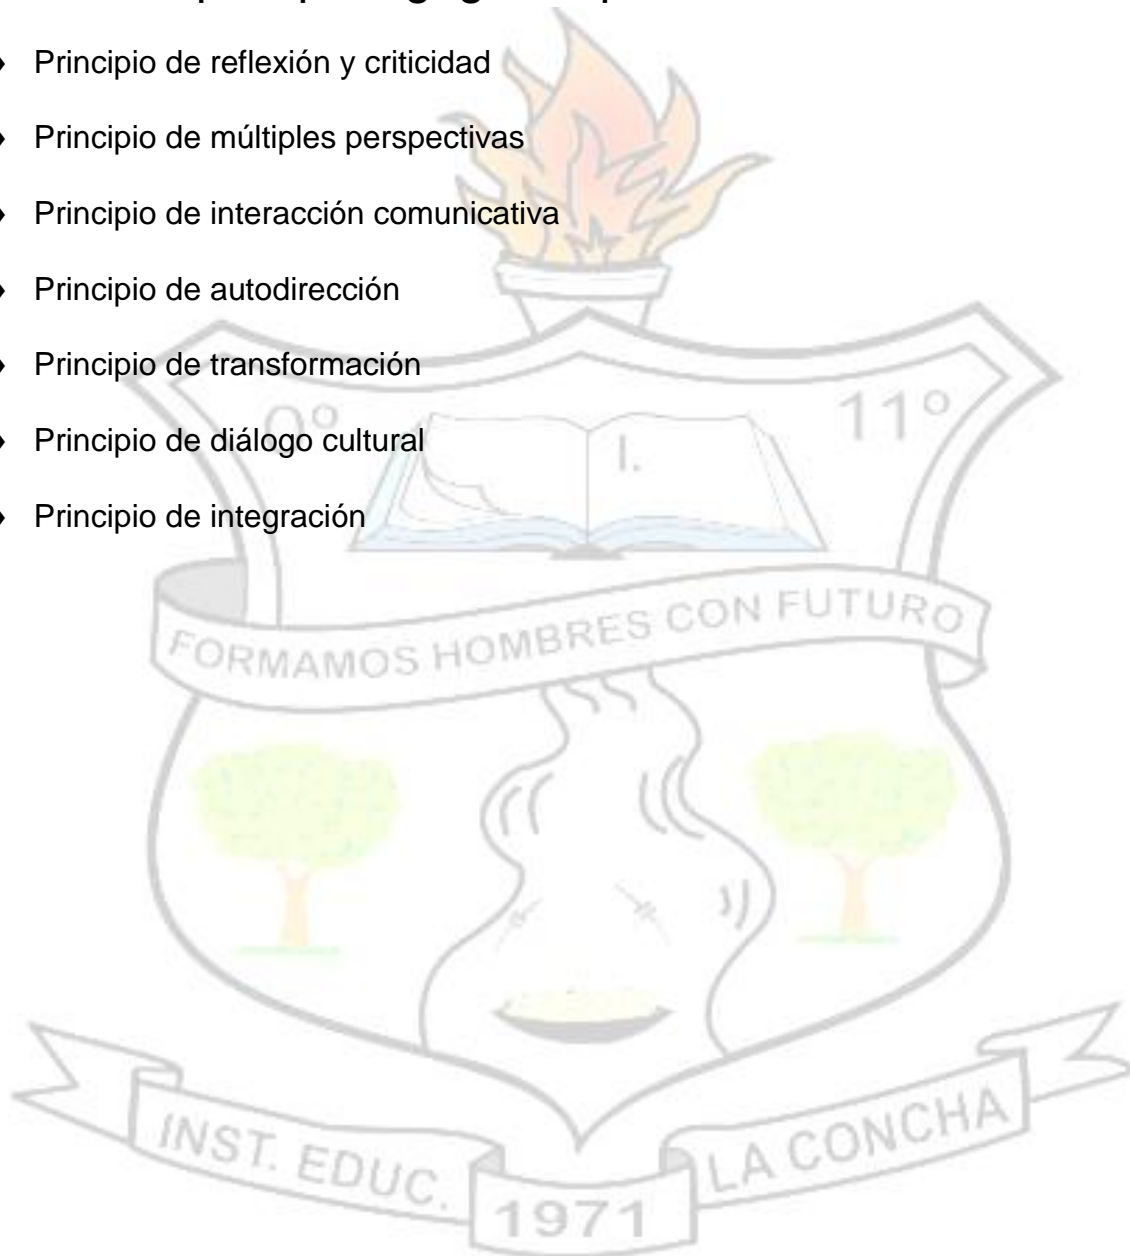 Principio de reflexión y criticidad
Principio de múltiples perspectivas
Principio de interacción comunicativa
Principio de autodirección
Principio de transformación
0° 11°
Principio de diálogo cultural
I.
Principio de integración
FORMAMOS HOMBRES CON FUTURO
INST. EDUC. LA CONCHA
1971